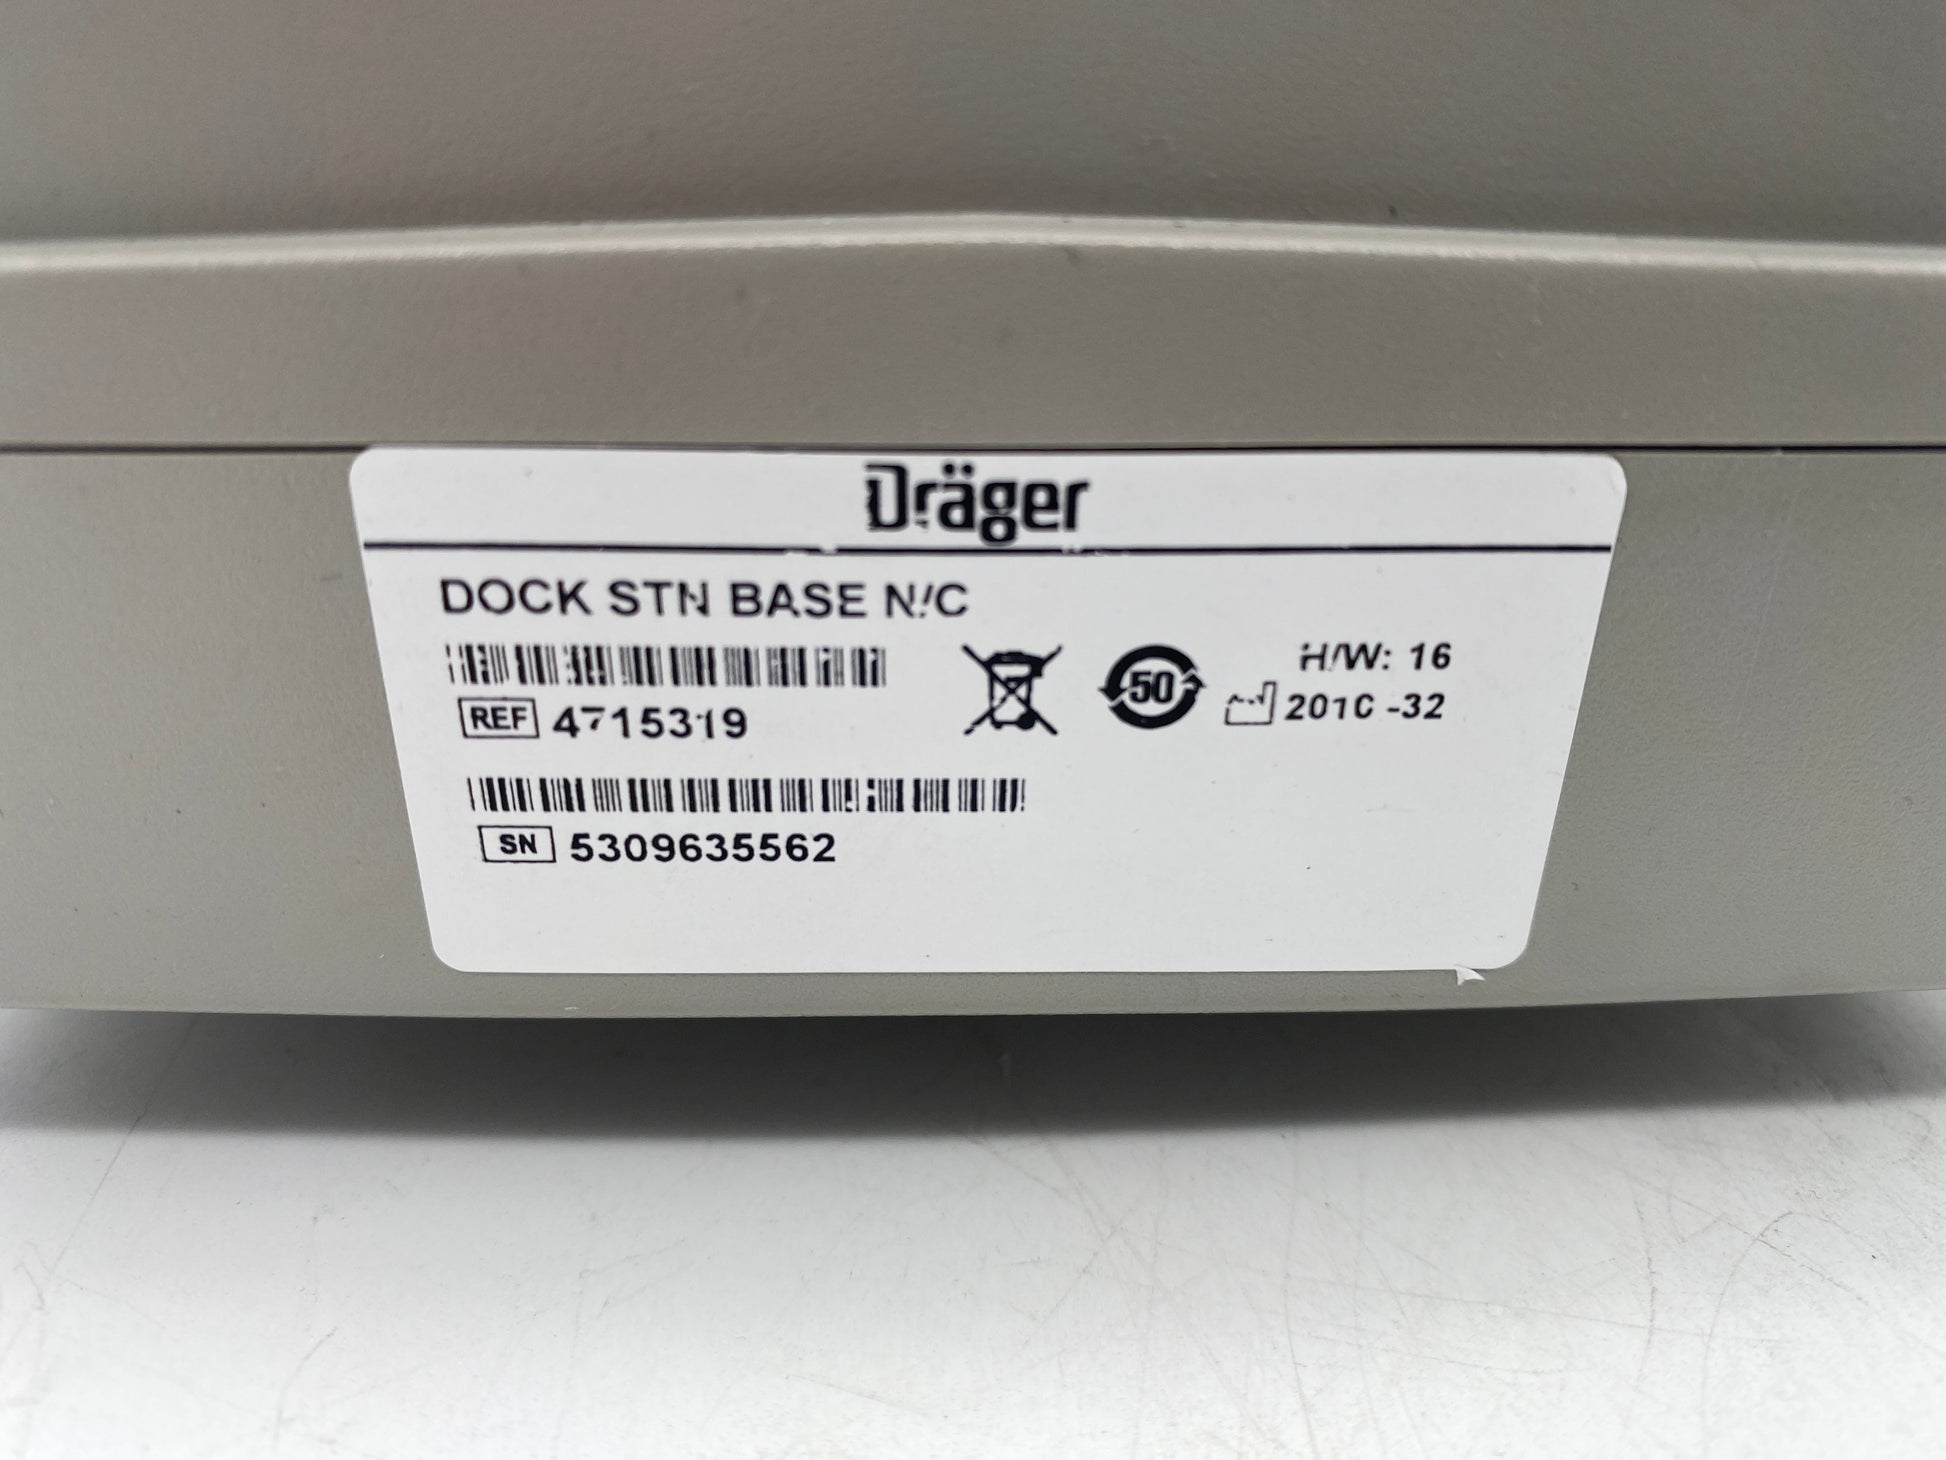 Dräger
DOCK STN BASE N/C
REF 4715319
50
H/W: 16
2010 -32
SN 5309635562